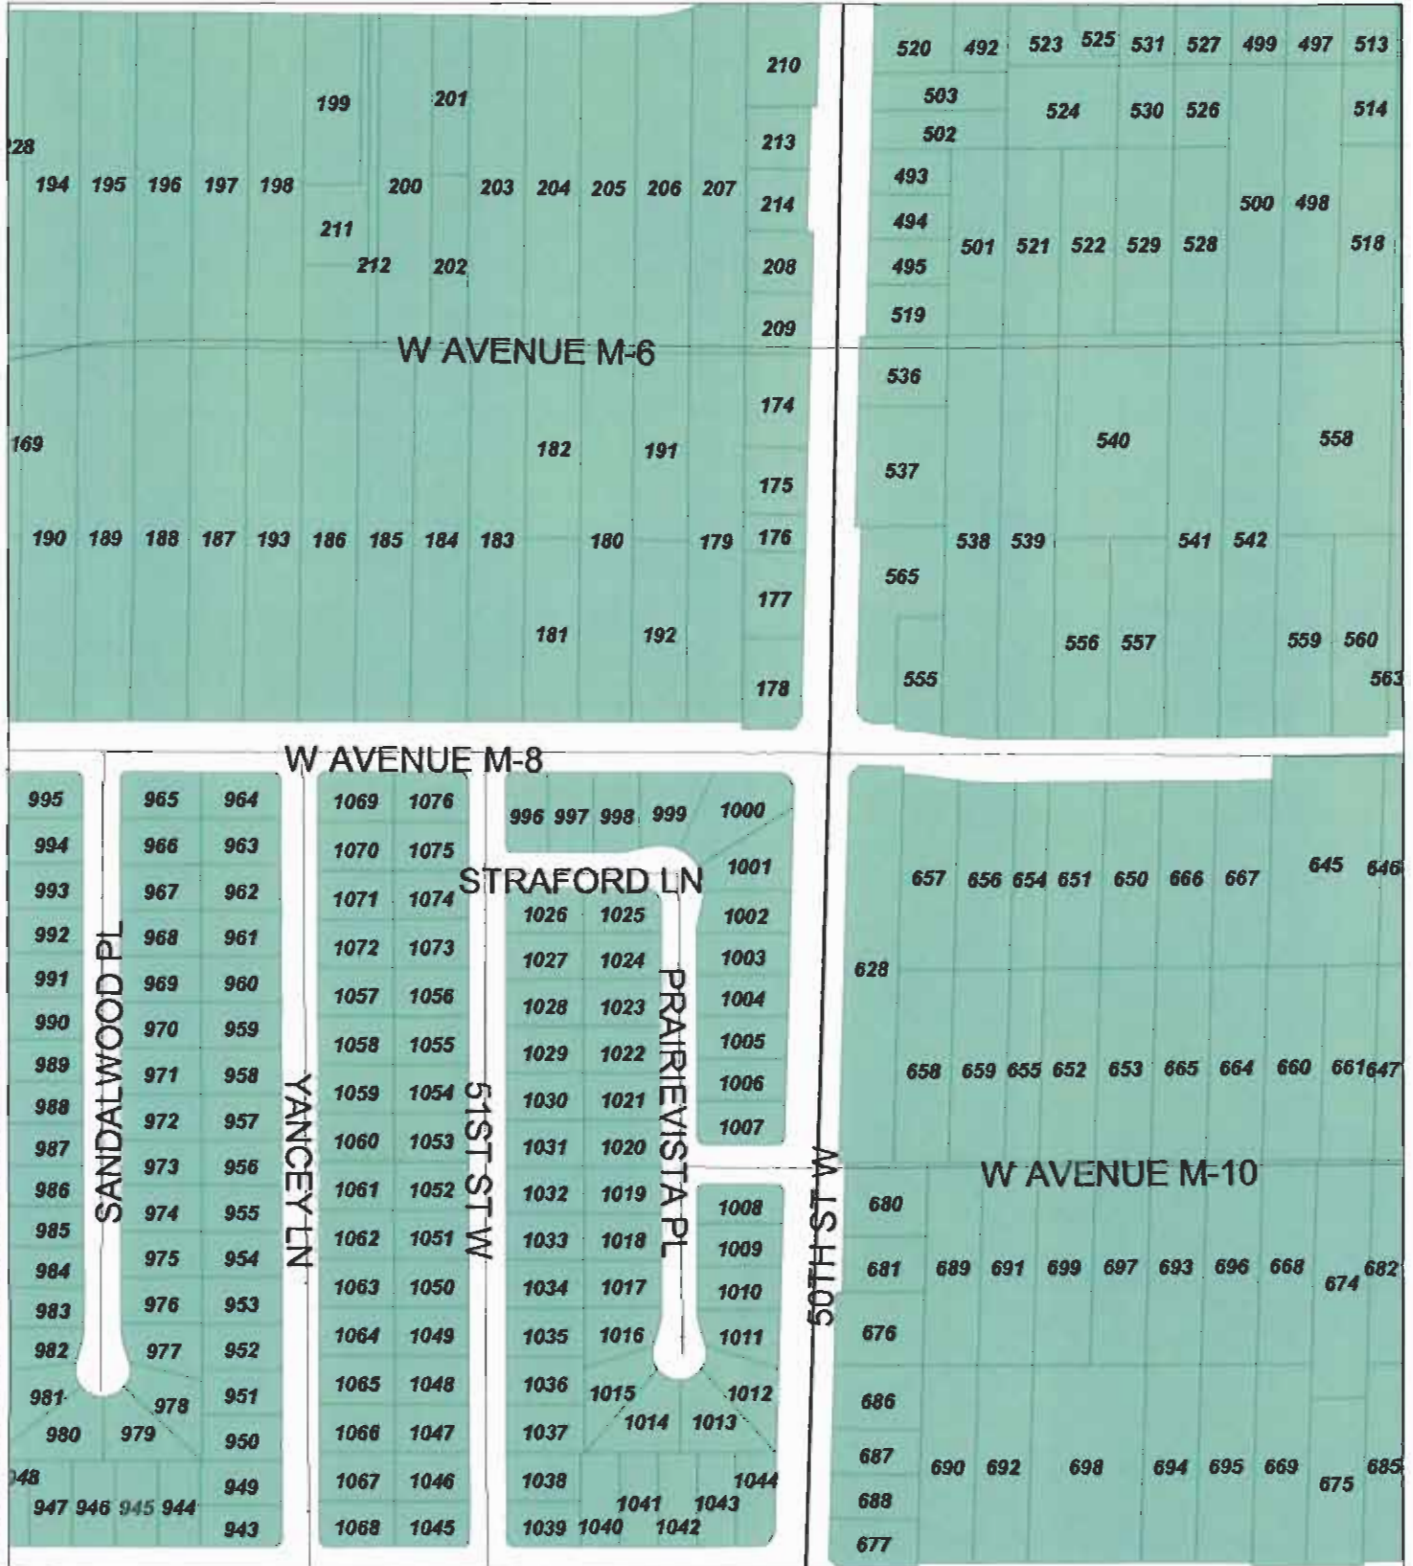 520 492 523 525 531 527 499 497 513
210
199 201 503 524 530 526 514
213 502
228
194 195 196 197 198 200 203 204 205 206 207 493
214 500 498
211 494 501 521 522 529 528 518
212 202 208 495
209 519
W AVENUE M-6
536
174
169 182 191 540 558
175 537
190 189 188 187 193 186 185 184 183 180 179 176 538 539 541 542
177 565
181 192 556 557 559 560
178 555 563
W AVENUE M-8
995 965 964 1069 1076 996 997 998 999 1000
994 966 963 1070 1075
1001 657 656 654 651 650 666 667 645 646
STRAFORD LN
993 967 962 1071 1074
1026 1025 1002
992 968 961 1072 1073
1027 1024 1003
991 969 960 1057 1056 628
1028 1023 1004
990 970 959 1058 1055
1029 1022 1005
989 971 958 1059 1054 1006 658 659 655 652 653 665 664 660 661 647
988 972 957 1030 1021
1007
987 973 956 1060 1053 1031 1020
SANDALWOOD PL
YANCEY LN
51ST ST W
PRAIRIEVISTA PL
50TH ST W
W AVENUE M-10
986 974 955 1061 1052 1032 1019 1008 680
985 975 954 1062 1051 1033 1018 1009
984 976 953 1063 1050 1034 1017 1010 681 689 691 699 697 693 696 668 674 682
983 977 952 1064 1049 1035 1016 1011 676
982
981 978 951 1065 1048 1036 1015 1012 686
980 979 950 1066 1047 1037 1014 1013
687 690 692 698 694 695 669 675 685
048 949 1067 1046 1038 1044
947 946 945 944 1041 1043 688
943 1068 1045 1039 1040 1042 677